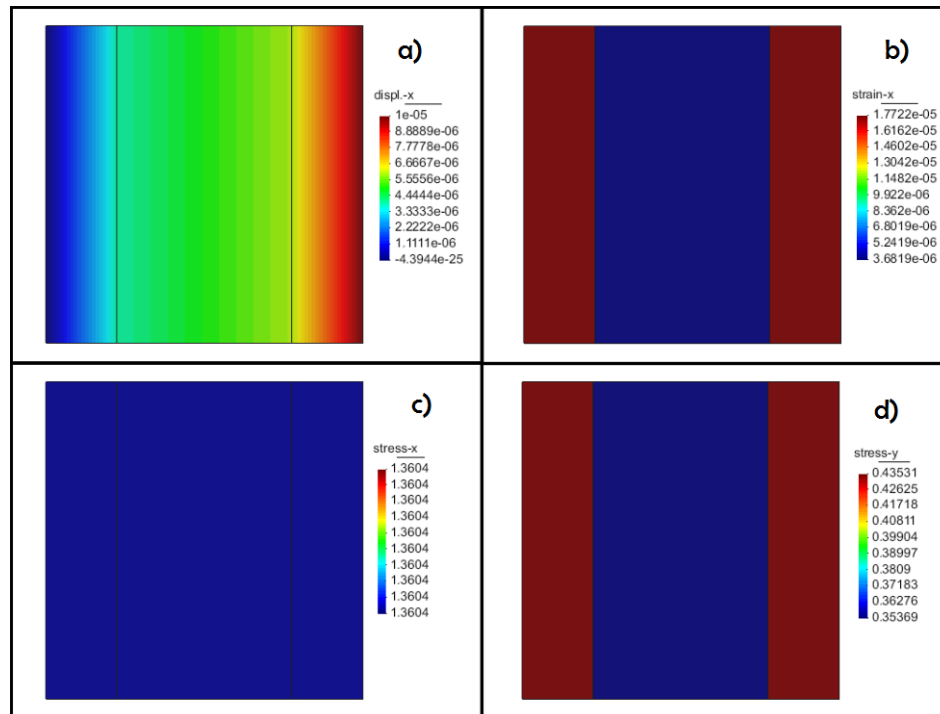 a)
displ.-x
1e-05
8.8889e-06
7.7778e-06
6.6667e-06
5.5556e-06
4.4444e-06
3.3333e-06
2.2222e-06
1.1111e-06
-4.3944e-25
b)
strain-x
1.7722e-05
1.6162e-05
1.4602e-05
1.3042e-05
1.1482e-05
9.922e-06
8.362e-06
6.8019e-06
5.2419e-06
3.6819e-06
c)
stress-x
1.3604
1.3604
1.3604
1.3604
1.3604
1.3604
1.3604
1.3604
1.3604
1.3604
d)
stress-y
0.43531
0.42625
0.41718
0.40811
0.39904
0.38997
0.3809
0.37183
0.36276
0.35369